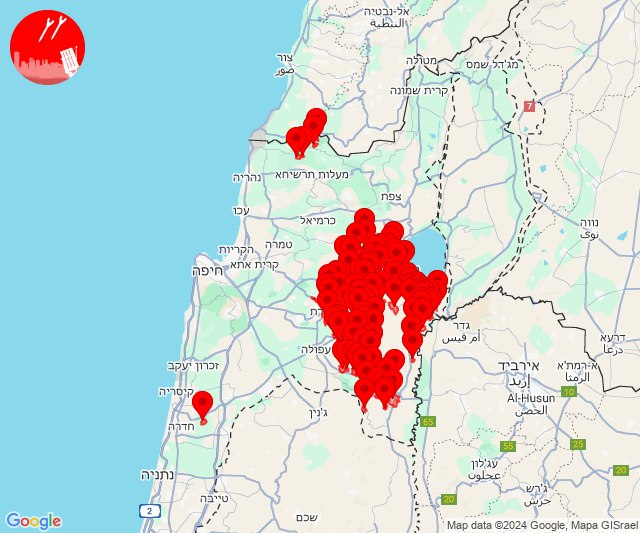 אל-נבטיה
النبطية
צור
صور
מטולה
מג'דל שמס
קרית שמונה
7
נהריה
מעלות תרשיחא
צפת
עכו
כרמיאל
נווה
نوى
הקריות
טמרה
חיפה
קרית אתא
גדר
أم قيس
דרעא
درعا
עפולה
זכרון יעקב
אירביד
إربد
א-רמת'א
الرمثا
קיסריה
10
Al-Husun
الحصن
ג'נין
חדרה
65
55
25
נתניה
עג'לון
عجلون
20
ג'רש
جرش
20
טייבה
2
שכם
Google
Map data ©2024 Google, Mapa GISrael